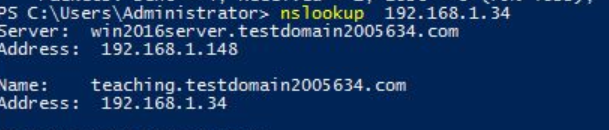 PS C:\Users\Administrator> nslookup 192.168.1.34
Server: win2016server.testdomain2005634.com
Address: 192.168.1.148
Name: teaching.testdomain2005634.com
Address: 192.168.1.34